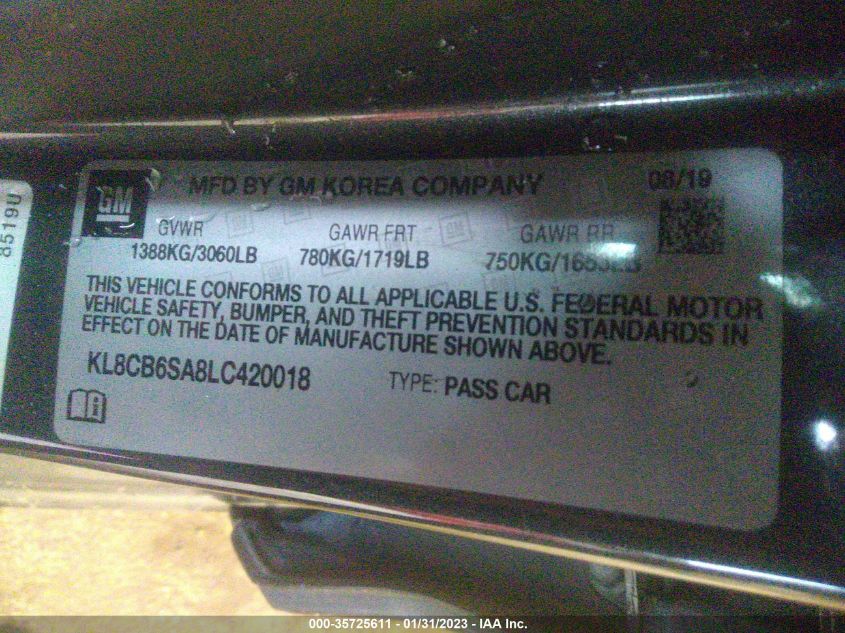 8519U
GM
MFD BY GM KOREA COMPANY 08/19
GVWR GAWR FRT GAWR RR
1388KG/3060LB 780KG/1719LB 750KG/1653LB
THIS VEHICLE CONFORMS TO ALL APPLICABLE U.S. FEDERAL MOTOR
VEHICLE SAFETY, BUMPER, AND THEFT PREVENTION STANDARDS IN
EFFECT ON THE DATE OF MANUFACTURE SHOWN ABOVE.
KL8CB6SA8LC420018 TYPE: PASS CAR
000-35725611 - 01/31/2023 - IAA Inc.